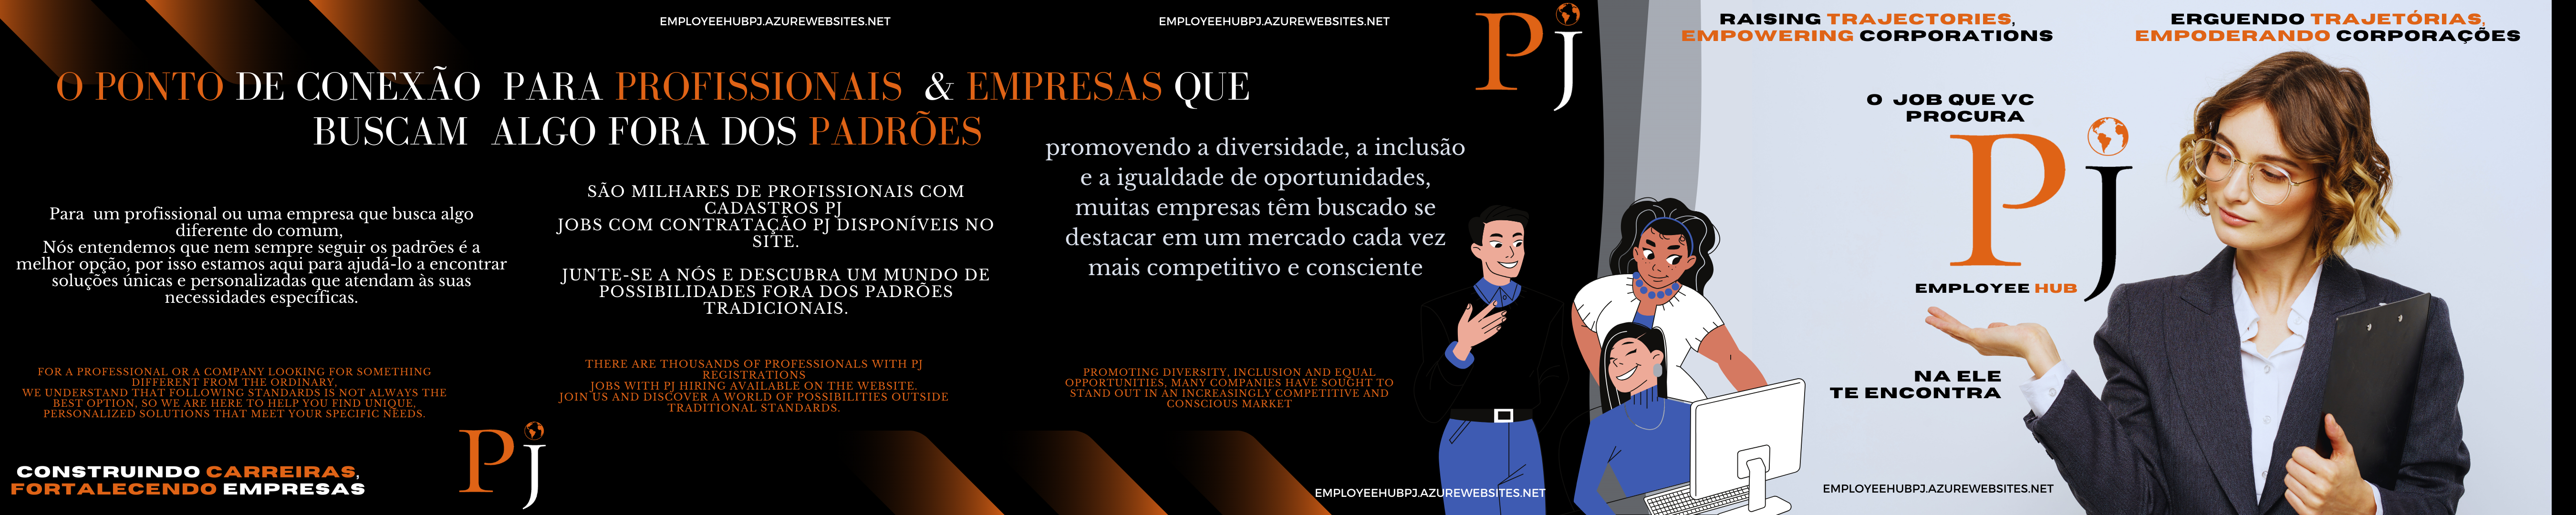 EMPLOYEEHUBPJ.AZUREWEBSITES.NET
O PONTO DE CONEXÃO PARA PROFISSIONAIS & EMPRESAS QUE
BUSCAM ALGO FORA DOS PADRÕES
Para um profissional ou uma empresa que busca algo
diferente do comum,
Nós entendemos que nem sempre seguir os padrões é a
melhor opção, por isso estamos aqui para ajudá-lo a encontrar
soluções únicas e personalizadas que atendam às suas
necessidades específicas.
FOR A PROFESSIONAL OR A COMPANY LOOKING FOR SOMETHING
DIFFERENT FROM THE ORDINARY,
WE UNDERSTAND THAT FOLLOWING STANDARDS IS NOT ALWAYS THE
BEST OPTION, SO WE ARE HERE TO HELP YOU FIND UNIQUE,
PERSONALIZED SOLUTIONS THAT MEET YOUR SPECIFIC NEEDS.
CONSTRUINDO CARREIRAS,
FORTALECENDO EMPRESAS
PJ
SÃO MILHARES DE PROFISSIONAIS COM
CADASTROS PJ
JOBS COM CONTRATAÇÃO PJ DISPONÍVEIS NO
SITE.
JUNTE-SE A NÓS E DESCUBRA UM MUNDO DE
POSSIBILIDADES FORA DOS PADRÕES
TRADICIONAIS.
THERE ARE THOUSANDS OF PROFESSIONALS WITH PJ
REGISTRATIONS
JOBS WITH PJ HIRING AVAILABLE ON THE WEBSITE.
JOIN US AND DISCOVER A WORLD OF POSSIBILITIES OUTSIDE
TRADITIONAL STANDARDS.
EMPLOYEEHUBPJ.AZUREWEBSITES.NET
PJ
promovendo a diversidade, a inclusão
e a igualdade de oportunidades,
muitas empresas têm buscado se
destacar em um mercado cada vez
mais competitivo e consciente
PROMOTING DIVERSITY, INCLUSION AND EQUAL
OPPORTUNITIES, MANY COMPANIES HAVE SOUGHT TO
STAND OUT IN AN INCREASINGLY COMPETITIVE AND
CONSCIOUS MARKET
EMPLOYEEHUBPJ.AZUREWEBSITES.NET
RAISING TRAJECTORIES,
EMPOWERING CORPORATIONS
ERGUENDO TRAJETÓRIAS,
EMPODERANDO CORPORAÇÕES
O JOB QUE VC
PROCURA
PJ
EMPLOYEE HUB
NA ELE
TE ENCONTRA
EMPLOYEEHUBPJ.AZUREWEBSITES.NET